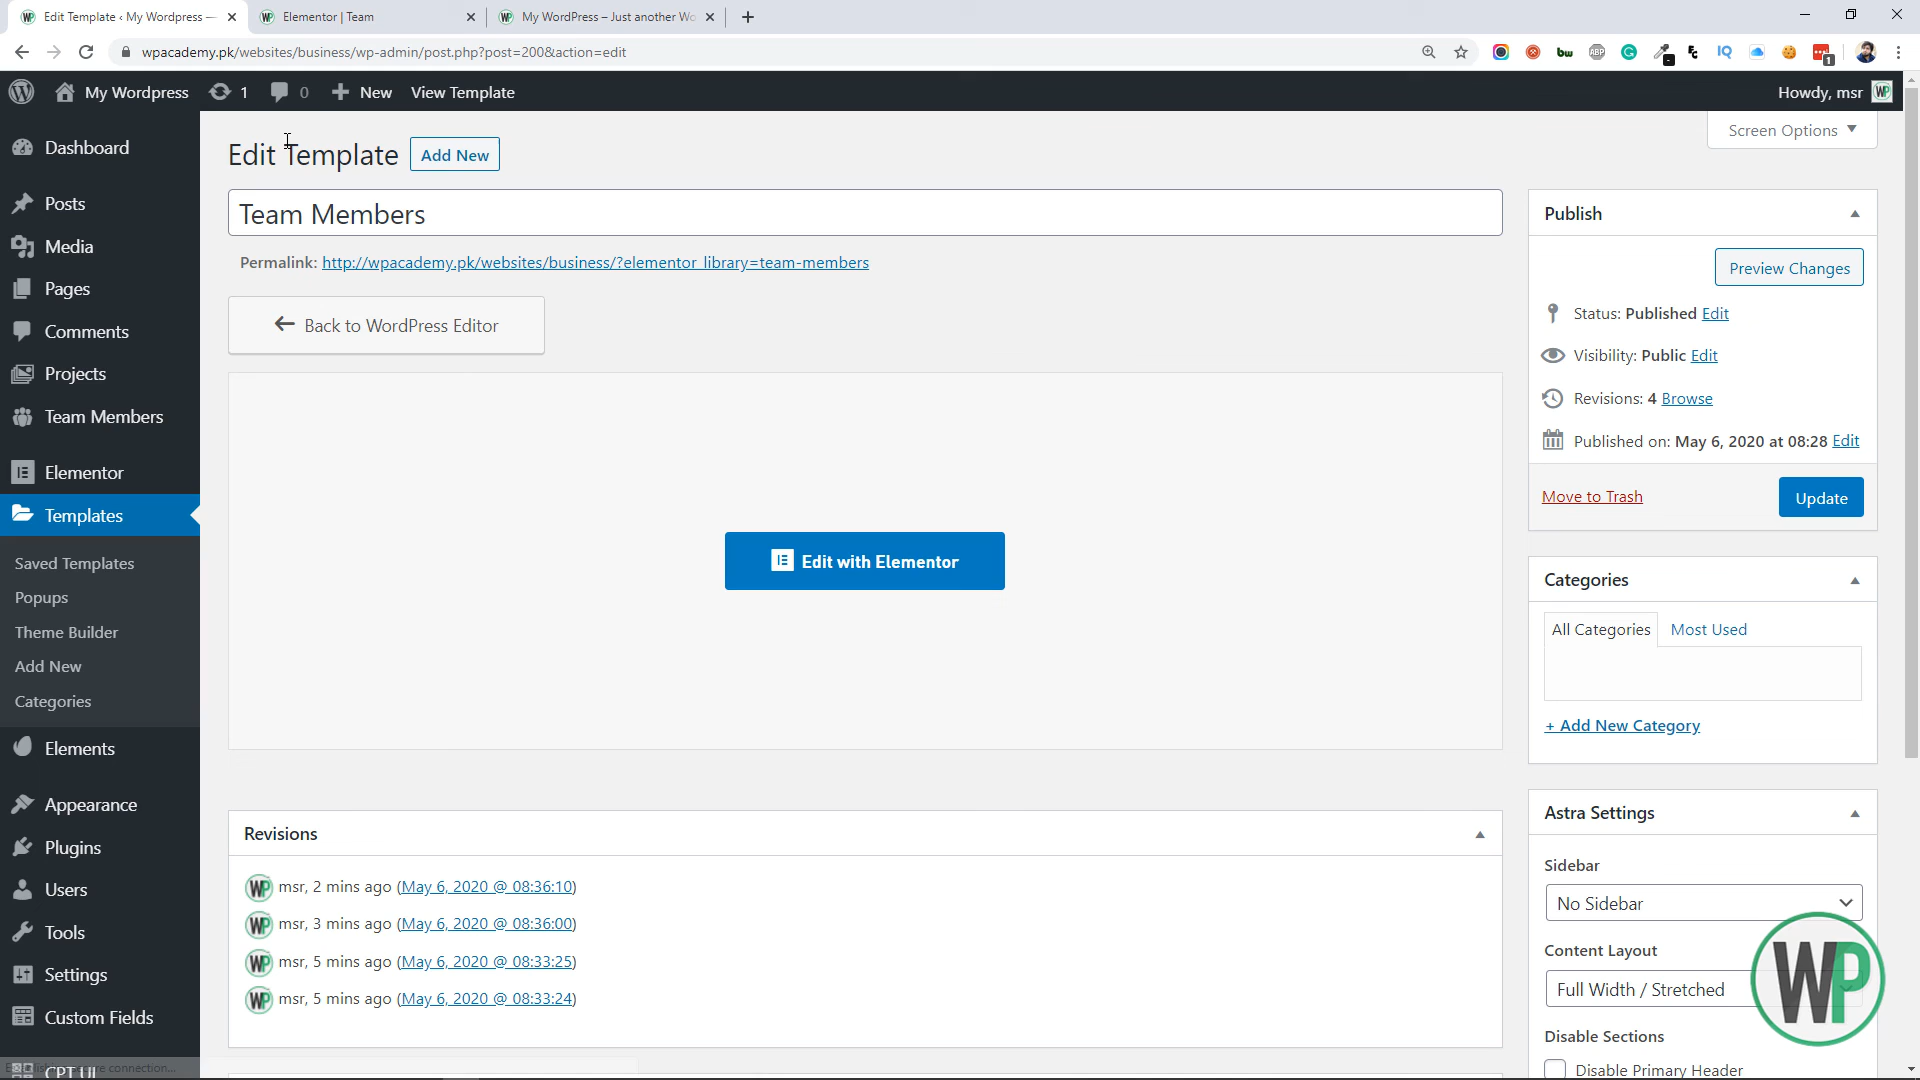 Edit Template ‹ My Wordpress —
Elementor | Team
My WordPress – Just another Wo
wpacademy.pk/websites/business/wp-admin/post.php?post=200&action=edit
My Wordpress
1
0
New
View Template
Howdy, msr
Screen Options
Dashboard
Posts
Media
Pages
Comments
Projects
Team Members
Elementor
Templates
Saved Templates
Popups
Theme Builder
Add New
Categories
Elements
Appearance
Plugins
Users
Tools
Settings
Custom Fields
CPT UI
Edit Template
Add New
Team Members
Permalink: http://wpacademy.pk/websites/business/?elementor_library=team-members
Back to WordPress Editor
Edit with Elementor
Revisions
msr, 2 mins ago (May 6, 2020 @ 08:36:10)
msr, 3 mins ago (May 6, 2020 @ 08:36:00)
msr, 5 mins ago (May 6, 2020 @ 08:33:25)
msr, 5 mins ago (May 6, 2020 @ 08:33:24)
Publish
Preview Changes
Status: Published Edit
Visibility: Public Edit
Revisions: 4 Browse
Published on: May 6, 2020 at 08:28 Edit
Move to Trash
Update
Categories
All Categories
Most Used
+ Add New Category
Astra Settings
Sidebar
No Sidebar
Content Layout
Full Width / Stretched
Disable Sections
Disable Primary Header
WP